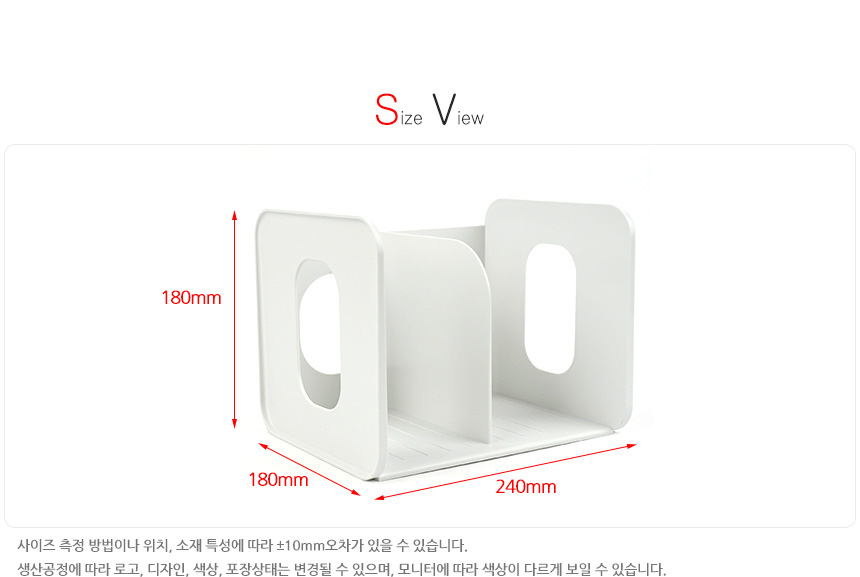 Size View
180mm
180mm
240mm
사이즈 측정 방법이나 위치, 소재 특성에 따라 ±10mm오차가 있을 수 있습니다.
생산공정에 따라 로고, 디자인, 색상, 포장상태는 변경될 수 있으며, 모니터에 따라 색상이 다르게 보일 수 있습니다.